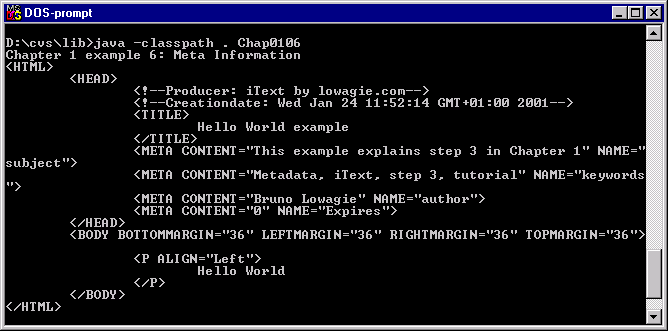 MS DOS-prompt
D:\cvs\lib>java -classpath . Chap0106
Chapter 1 example 6: Meta Information
<HTML>
<HEAD>
<!--Producer: iText by lowagie.com-->
<!--Creationdate: Wed Jan 24 11:52:14 GMT+01:00 2001-->
<TITLE>
Hello World example
</TITLE>
<META CONTENT="This example explains step 3 in Chapter 1" NAME="
subject">
<META CONTENT="Metadata, iText, step 3, tutorial" NAME="keywords
">
<META CONTENT="Bruno Lowagie" NAME="author">
<META CONTENT="0" NAME="Expires">
</HEAD>
<BODY BOTTOMMARGIN="36" LEFTMARGIN="36" RIGHTMARGIN="36" TOPMARGIN="36">
<P ALIGN="Left">
Hello World
</P>
</BODY>
</HTML>